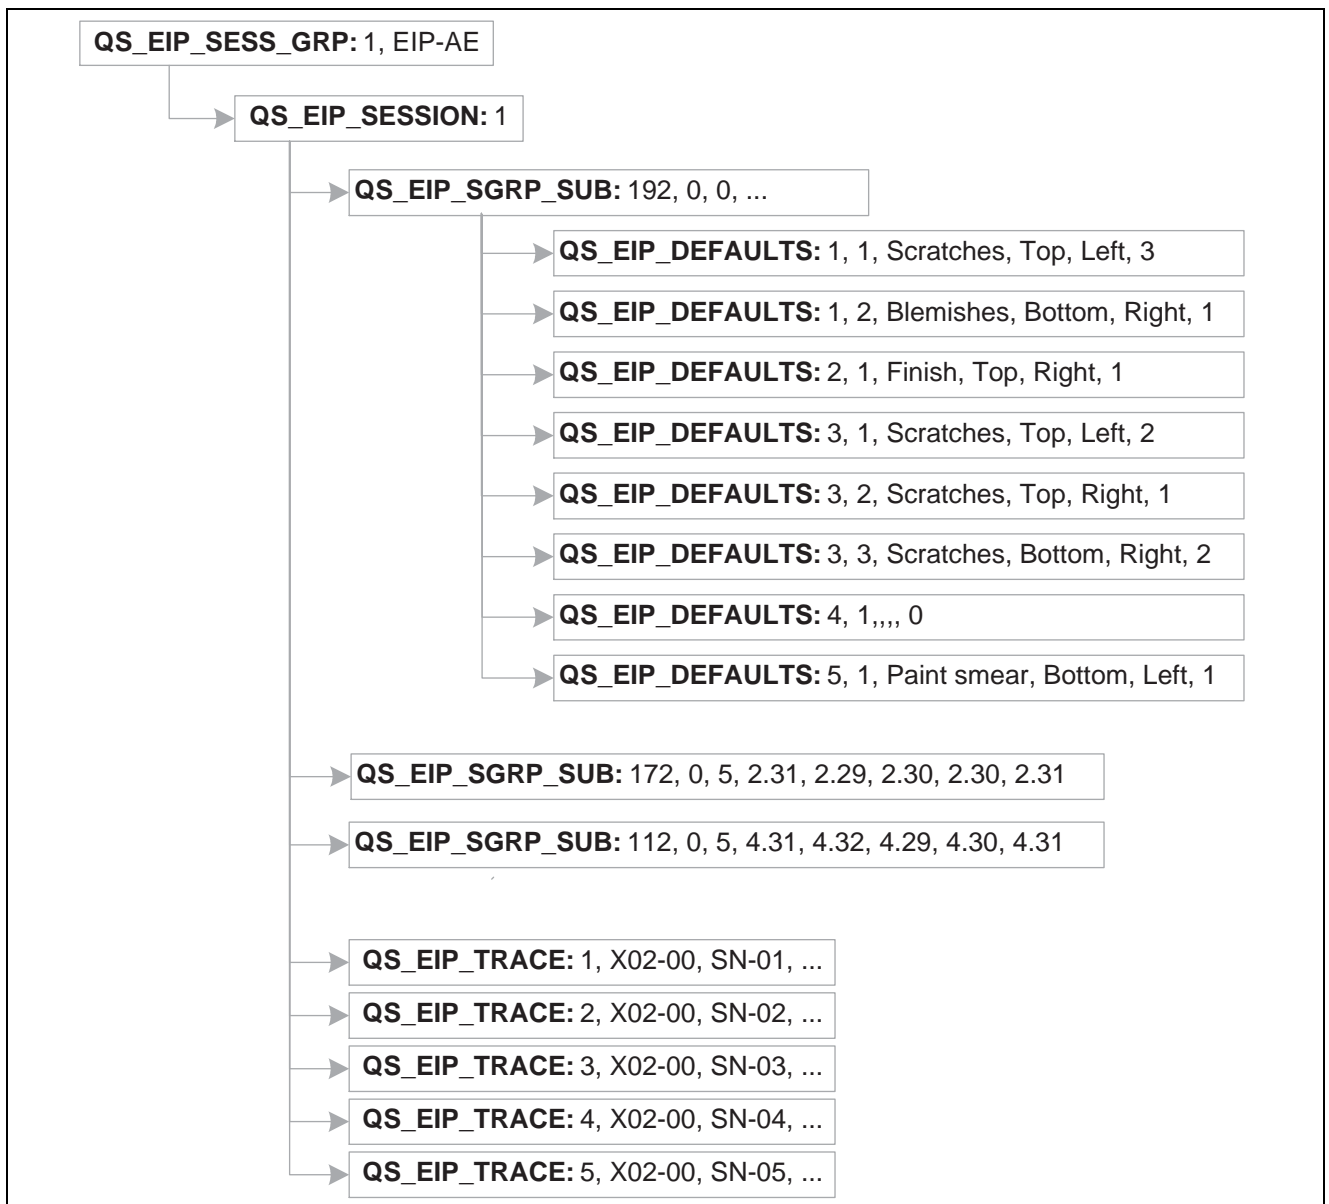 QS_EIP_SESS_GRP: 1, EIP-AE
QS_EIP_SESSION: 1
QS_EIP_SGRP_SUB: 192, 0, 0, ...
QS_EIP_DEFAULTS: 1, 1, Scratches, Top, Left, 3
QS_EIP_DEFAULTS: 1, 2, Blemishes, Bottom, Right, 1
QS_EIP_DEFAULTS: 2, 1, Finish, Top, Right, 1
QS_EIP_DEFAULTS: 3, 1, Scratches, Top, Left, 2
QS_EIP_DEFAULTS: 3, 2, Scratches, Top, Right, 1
QS_EIP_DEFAULTS: 3, 3, Scratches, Bottom, Right, 2
QS_EIP_DEFAULTS: 4, 1,,,, 0
QS_EIP_DEFAULTS: 5, 1, Paint smear, Bottom, Left, 1
QS_EIP_SGRP_SUB: 172, 0, 5, 2.31, 2.29, 2.30, 2.30, 2.31
QS_EIP_SGRP_SUB: 112, 0, 5, 4.31, 4.32, 4.29, 4.30, 4.31
QS_EIP_TRACE: 1, X02-00, SN-01, ...
QS_EIP_TRACE: 2, X02-00, SN-02, ...
QS_EIP_TRACE: 3, X02-00, SN-03, ...
QS_EIP_TRACE: 4, X02-00, SN-04, ...
QS_EIP_TRACE: 5, X02-00, SN-05, ...